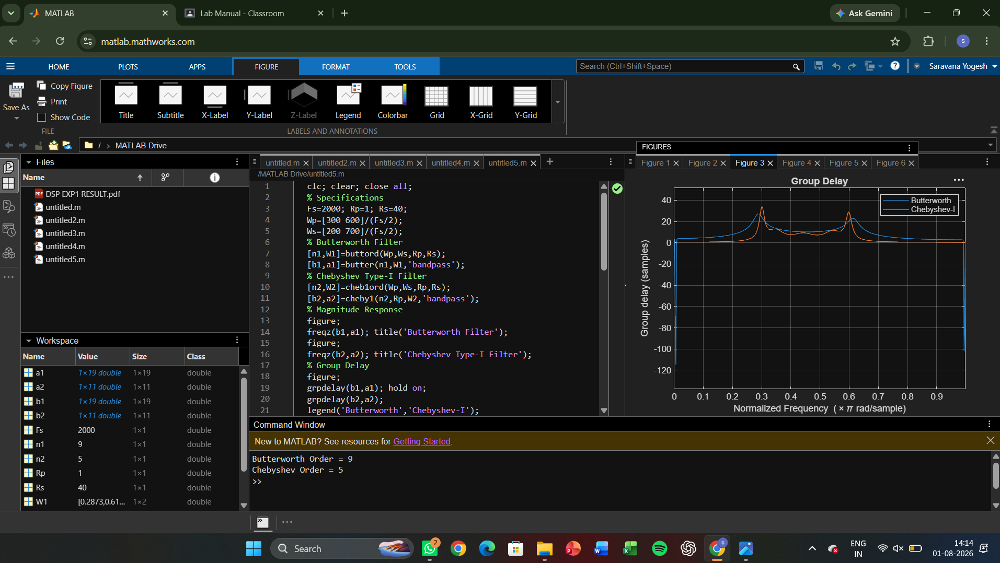 MATLAB
Lab Manual - Classroom
Ask Gemini
matlab.mathworks.com
S
HOME
PLOTS
APPS
FIGURE
FORMAT
TOOLS
Search (Ctrl+Shift+Space)
Saravana Yogesh
Save As
Copy Figure
Print
Show Code
FILE
Title
Subtitle
X-Label
Y-Label
Z-Label
Legend
Colorbar
Grid
X-Grid
Y-Grid
LABELS AND ANNOTATIONS
/ › MATLAB Drive
Files
Name
DSP EXP1 RESULT.pdf
untitled.m
untitled2.m
untitled3.m
untitled4.m
untitled5.m
Workspace
Name Value Size Class
a1 1×19 double 1×19 double
a2 1×11 double 1×11 double
b1 1×19 double 1×19 double
b2 1×11 double 1×11 double
Fs 2000 1×1 double
n1 9 1×1 double
n2 5 1×1 double
Rp 1 1×1 double
Rs 40 1×1 double
W1 [0.2873,0.61... 1×2 double
untitled.m untitled2.m untitled3.m untitled4.m untitled5.m
/MATLAB Drive/untitled5.m
1 clc; clear; close all;
2 % Specifications
3 Fs=2000; Rp=1; Rs=40;
4 Wp=[300 600]/(Fs/2);
5 Ws=[200 700]/(Fs/2);
6 % Butterworth Filter
7 [n1,W1]=buttord(Wp,Ws,Rp,Rs);
8 [b1,a1]=butter(n1,W1,'bandpass');
9 % Chebyshev Type-I Filter
10 [n2,W2]=cheb1ord(Wp,Ws,Rp,Rs);
11 [b2,a2]=cheby1(n2,Rp,W2,'bandpass');
12 % Magnitude Response
13 figure;
14 freqz(b1,a1); title('Butterworth Filter');
15 figure;
16 freqz(b2,a2); title('Chebyshev Type-I Filter');
17 % Group Delay
18 figure;
19 grpdelay(b1,a1); hold on;
20 grpdelay(b2,a2);
21 legend('Butterworth','Chebyshev-I');
FIGURES
Figure 1 Figure 2 Figure 3 Figure 4 Figure 5 Figure 6
Group Delay
Butterworth
Chebyshev-I
Group delay (samples)
40
20
0
-20
-40
-60
-80
-100
-120
0 0.1 0.2 0.3 0.4 0.5 0.6 0.7 0.8 0.9
Normalized Frequency (×π rad/sample)
Command Window
New to MATLAB? See resources for Getting Started.
Butterworth Order = 9
Chebyshev Order = 5
>>
Search
2
S
ENG
IN
14:14
01-08-2026